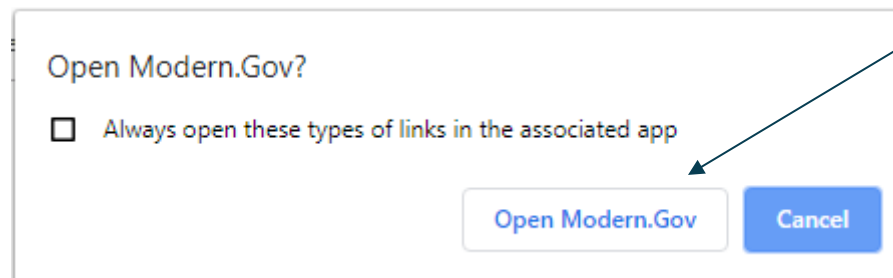 Open Modern.Gov?
Always open these types of links in the associated app
Open Modern.Gov Cancel